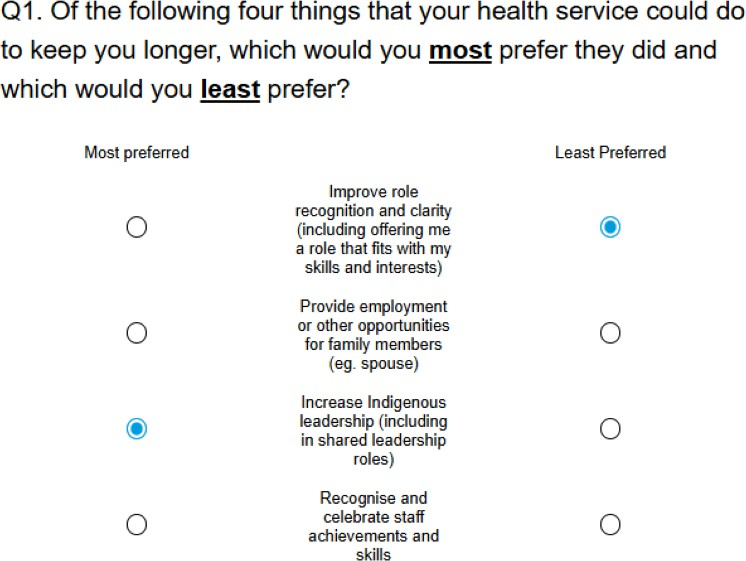 Q1. Of the following four things that your health service could do
to keep you longer, which would you most prefer they did and
which would you least prefer?
Most preferred
Least Preferred
Improve role
recognition and clarity
(including offering me
a role that fits with my
skills and interests)
Provide employment
or other opportunities
for family members
(eg. spouse)
Increase Indigenous
leadership (including
in shared leadership
roles)
Recognise and
celebrate staff
achievements and
skills